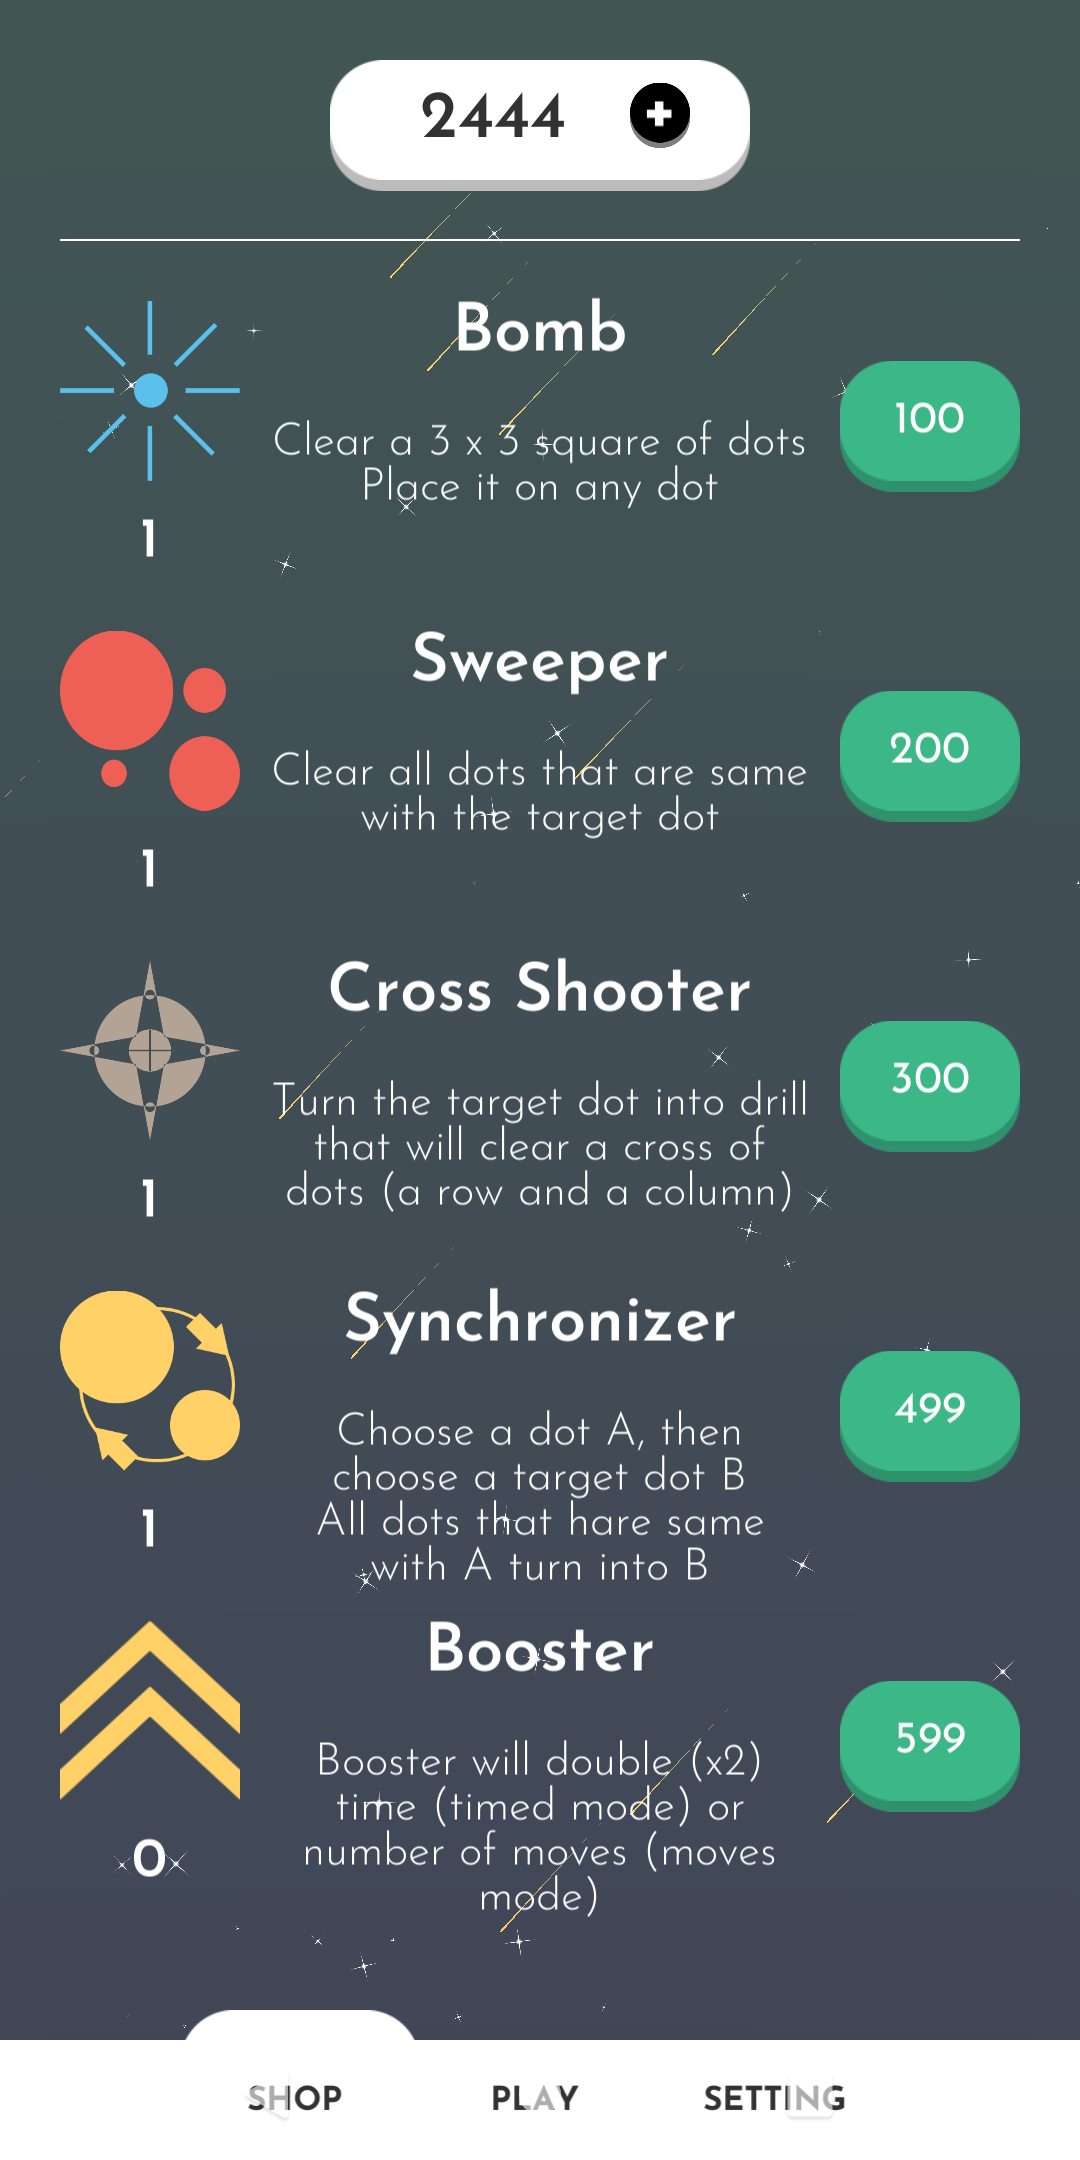 2444
Bomb
Clear a 3 x 3 square of dots
Place it on any dot
100
1
Sweeper
Clear all dots that are same
with the target dot
200
1
Cross Shooter
Turn the target dot into drill
that will clear a cross of
dots (a row and a column)
300
1
Synchronizer
Choose a dot A, then
choose a target dot B
All dots that hare same
with A turn into B
499
1
Booster
Booster will double (x2)
time (timed mode) or
number of moves (moves
mode)
599
0
SHOP PLAY SETTING